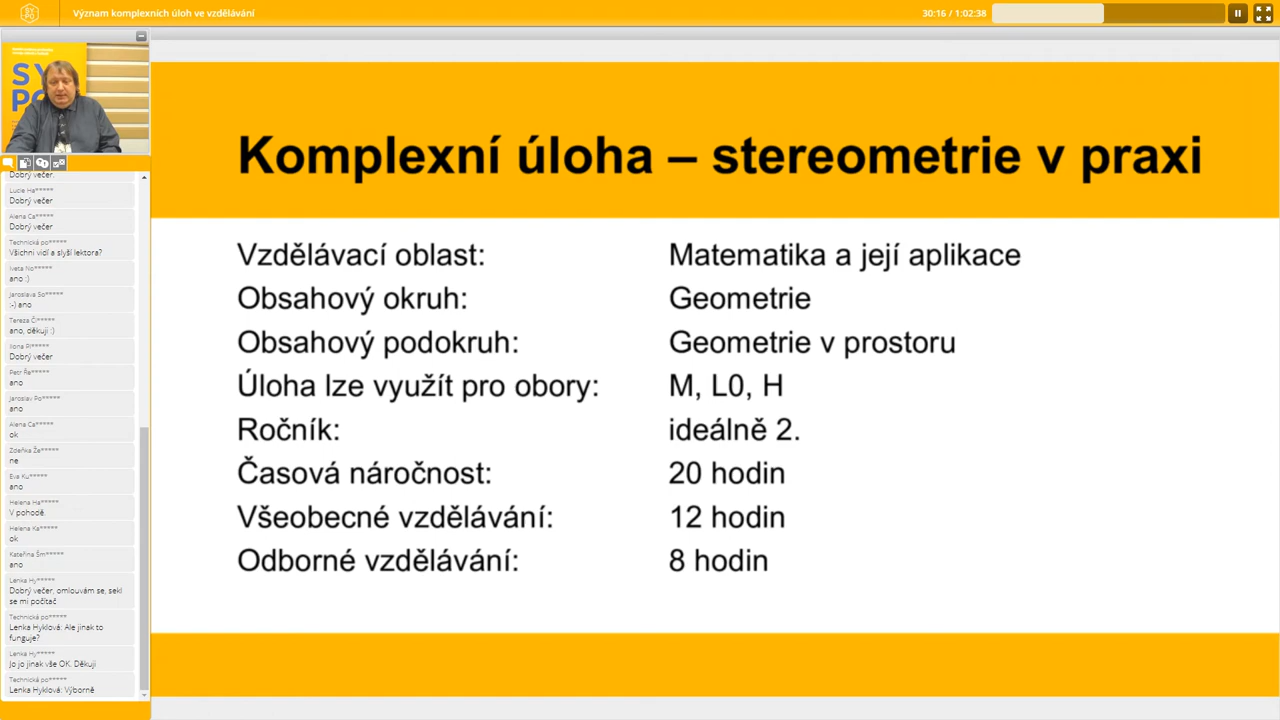 Význam komplexních úloh ve vzdělávání
30:16 / 1:02:38
SY
PO
Dobrý večer.
Lucie Ha*****
Dobrý večer
Alena Ca*****
Dobrý večer
Technická po*****
Všichni vidí a slyší lektora?
Iveta No*****
ano :)
Jaroslava So*****
:-) ano
Tereza Či*****
ano, děkuji :)
Ilona Pl*****
Dobrý večer
Petr Ře*****
ano
Jaroslav Po*****
ano
Alena Ca*****
ok
Zdeňka Že*****
ne
Eva Ku*****
ano
Helena Ha*****
V pohodě.
Helena Ka*****
ok
Kateřina Šm*****
ano
Lenka Hy*****
Dobrý večer, omlouvám se, sekl
se mi počítač
Technická po*****
Lenka Hyklová: Ale jinak to
funguje?
Lenka Hy*****
Jo jo jinak vše OK. Děkuji
Technická po*****
Lenka Hyklová: Výborně
Komplexní úloha – stereometrie v praxi
Vzdělávací oblast: Matematika a její aplikace
Obsahový okruh: Geometrie
Obsahový podokruh: Geometrie v prostoru
Úloha lze využít pro obory: M, L0, H
Ročník: ideálně 2.
Časová náročnost: 20 hodin
Všeobecné vzdělávání: 12 hodin
Odborné vzdělávání: 8 hodin